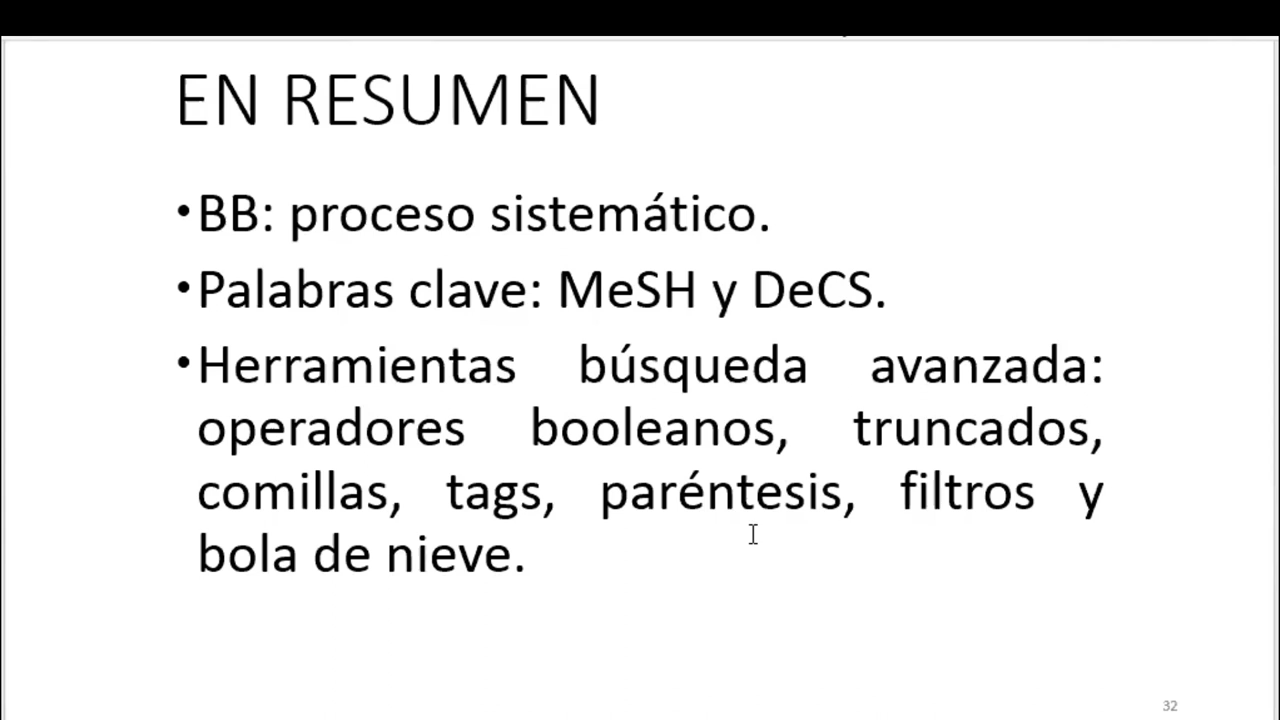 EN RESUMEN
•BB: proceso sistemático.
•Palabras clave: MeSH y DeCS.
•Herramientas búsqueda avanzada:
operadores booleanos, truncados,
comillas, tags, paréntesis, filtros y
bola de nieve.
32